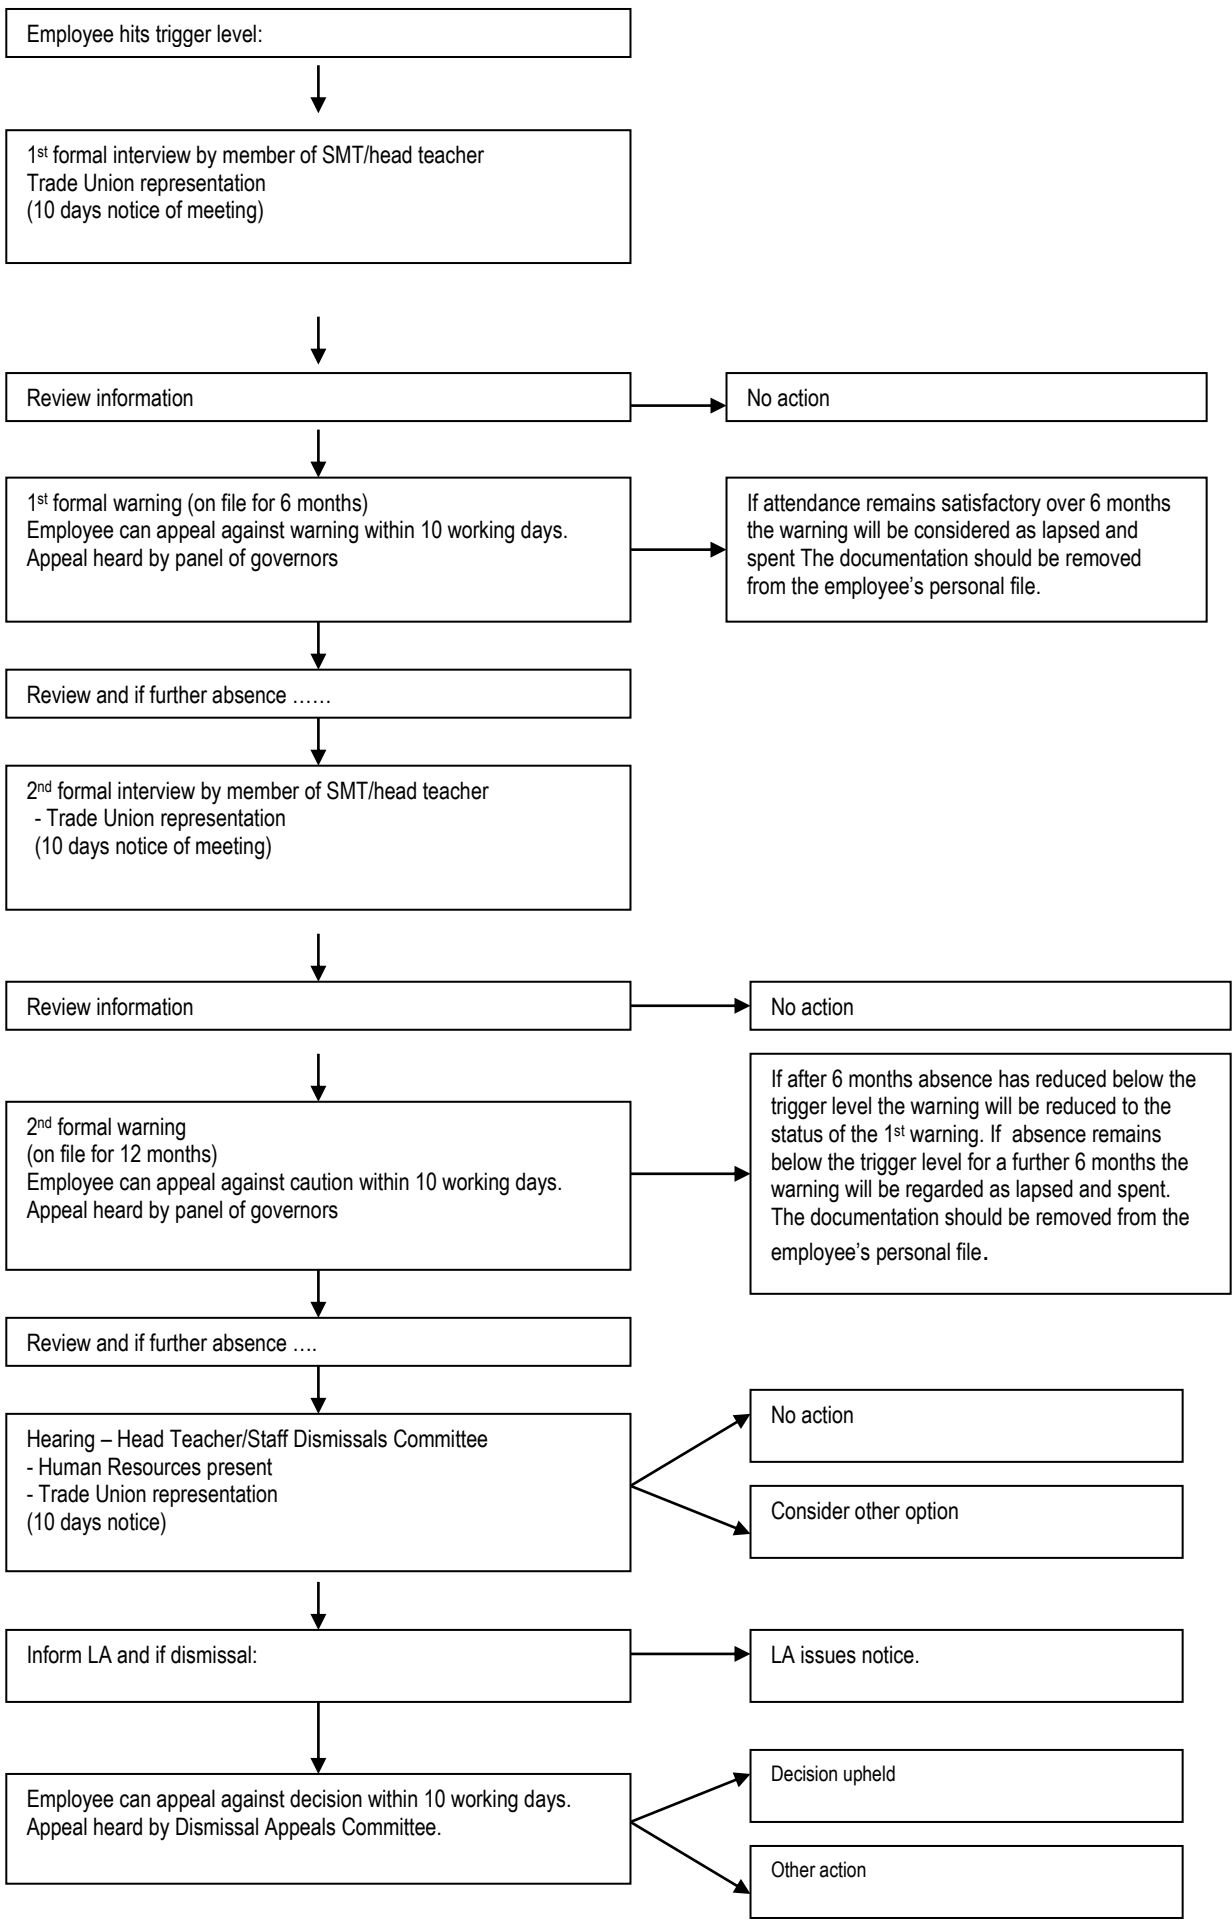 Employee hits trigger level:
1st formal interview by member of SMT/head teacher
Trade Union representation
(10 days notice of meeting)
Review information
No action
1st formal warning (on file for 6 months)
Employee can appeal against warning within 10 working days.
Appeal heard by panel of governors
If attendance remains satisfactory over 6 months
the warning will be considered as lapsed and
spent The documentation should be removed
from the employee’s personal file.
Review and if further absence ……
2nd formal interview by member of SMT/head teacher
- Trade Union representation
(10 days notice of meeting)
Review information
No action
2nd formal warning
(on file for 12 months)
Employee can appeal against caution within 10 working days.
Appeal heard by panel of governors
If after 6 months absence has reduced below the
trigger level the warning will be reduced to the
status of the 1st warning. If  absence remains
below the trigger level for a further 6 months the
warning will be regarded as lapsed and spent.
The documentation should be removed from the
employee’s personal file.
Review and if further absence ….
Hearing – Head Teacher/Staff Dismissals Committee
- Human Resources present
- Trade Union representation
(10 days notice)
No action
Consider other option
Inform LA and if dismissal:
LA issues notice.
Employee can appeal against decision within 10 working days.
Appeal heard by Dismissal Appeals Committee.
Decision upheld
Other action